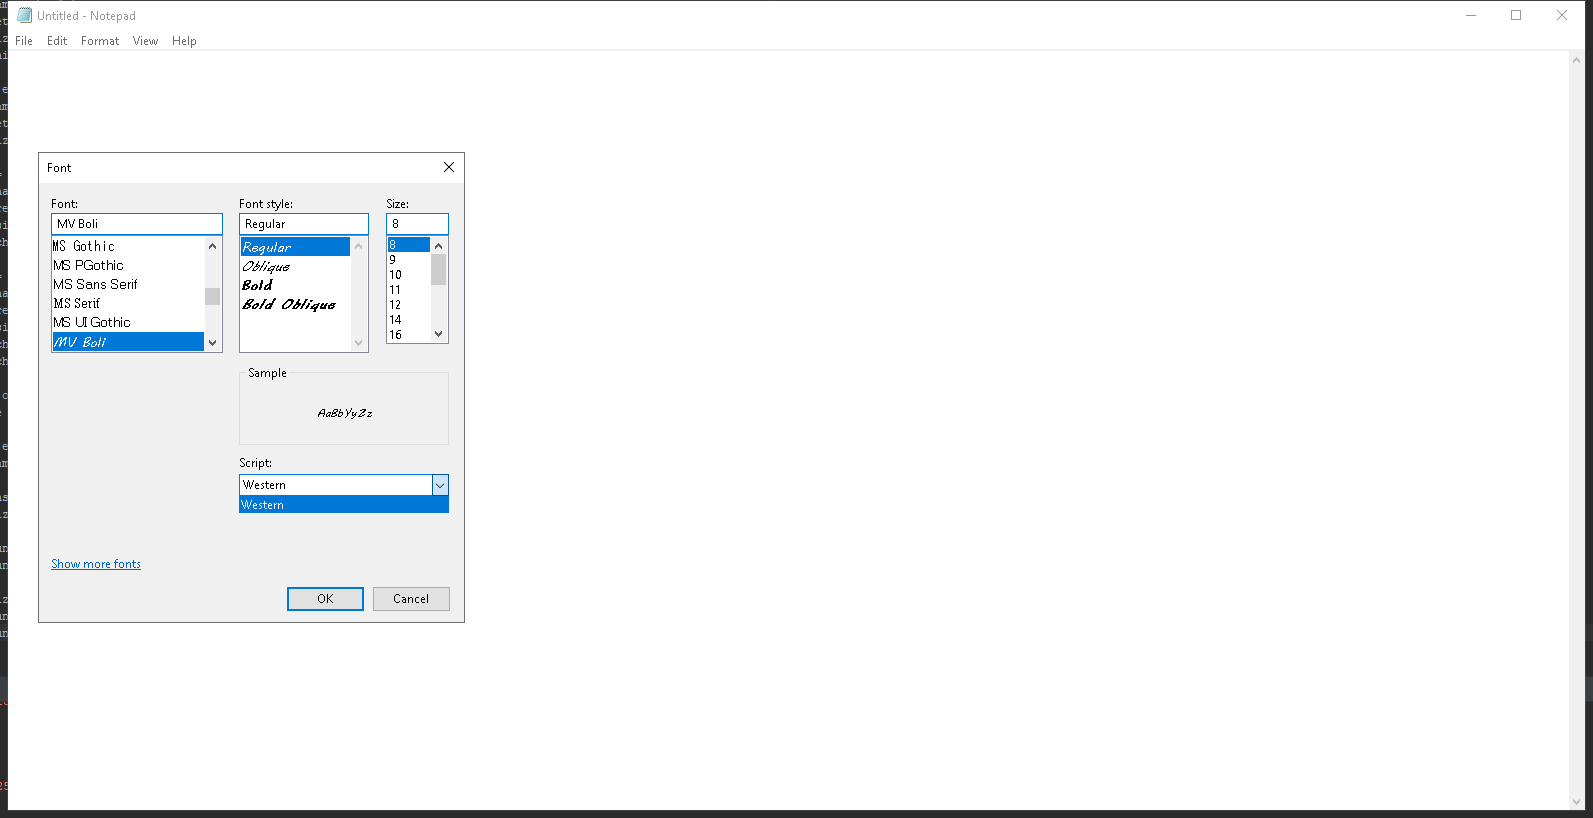 Untitled - Notepad
File Edit Format View Help
Font
Font:
MV Boli
MS Gothic
MS PGothic
MS Sans Serif
MS Serif
MS UI Gothic
MV Boli
Font style:
Regular
Regular
Oblique
Bold
Bold Oblique
Size:
8
8
9
10
11
12
14
16
Sample
AaBbYyZz
Script:
Western
Western
Show more fonts
OK Cancel